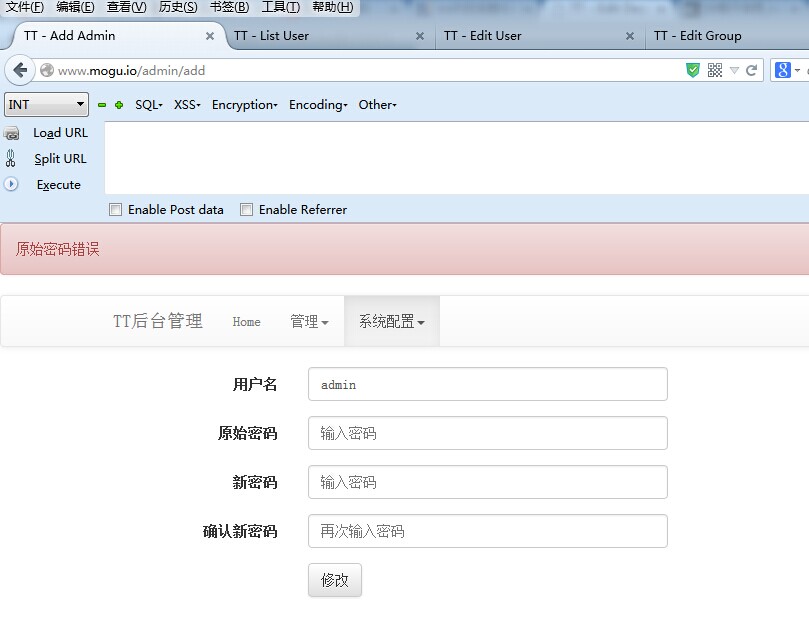 文件(F) 编辑(E) 查看(V) 历史(S) 书签(B) 工具(T) 帮助(H)
TT - Add Admin TT - List User TT - Edit User TT - Edit Group
www.mogu.io/admin/add
INT SQL XSS Encryption Encoding Other
Load URL
Split URL
Execute
Enable Post data Enable Referrer
原始密码错误
TT后台管理 Home 管理 系统配置
用户名 admin
原始密码 输入密码
新密码 输入密码
确认新密码 再次输入密码
修改